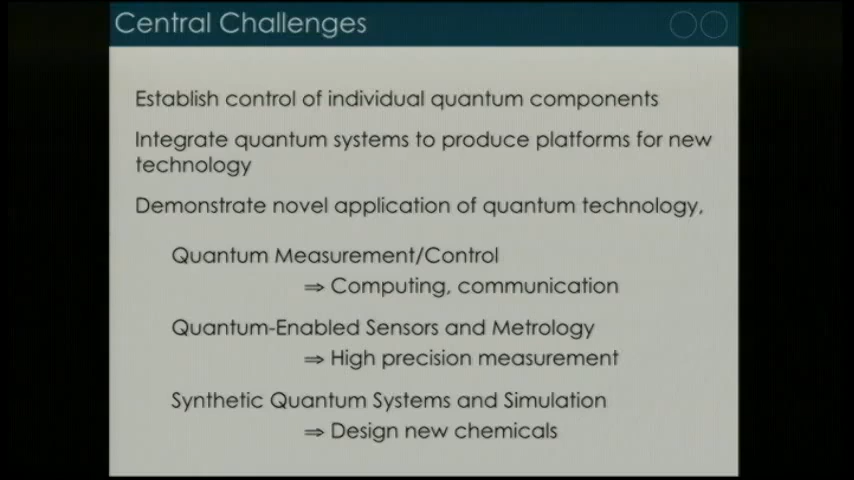 Central Challenges
Establish control of individual quantum components
Integrate quantum systems to produce platforms for new
technology
Demonstrate novel application of quantum technology,
Quantum Measurement/Control
⇒ Computing, communication
Quantum-Enabled Sensors and Metrology
⇒ High precision measurement
Synthetic Quantum Systems and Simulation
⇒ Design new chemicals